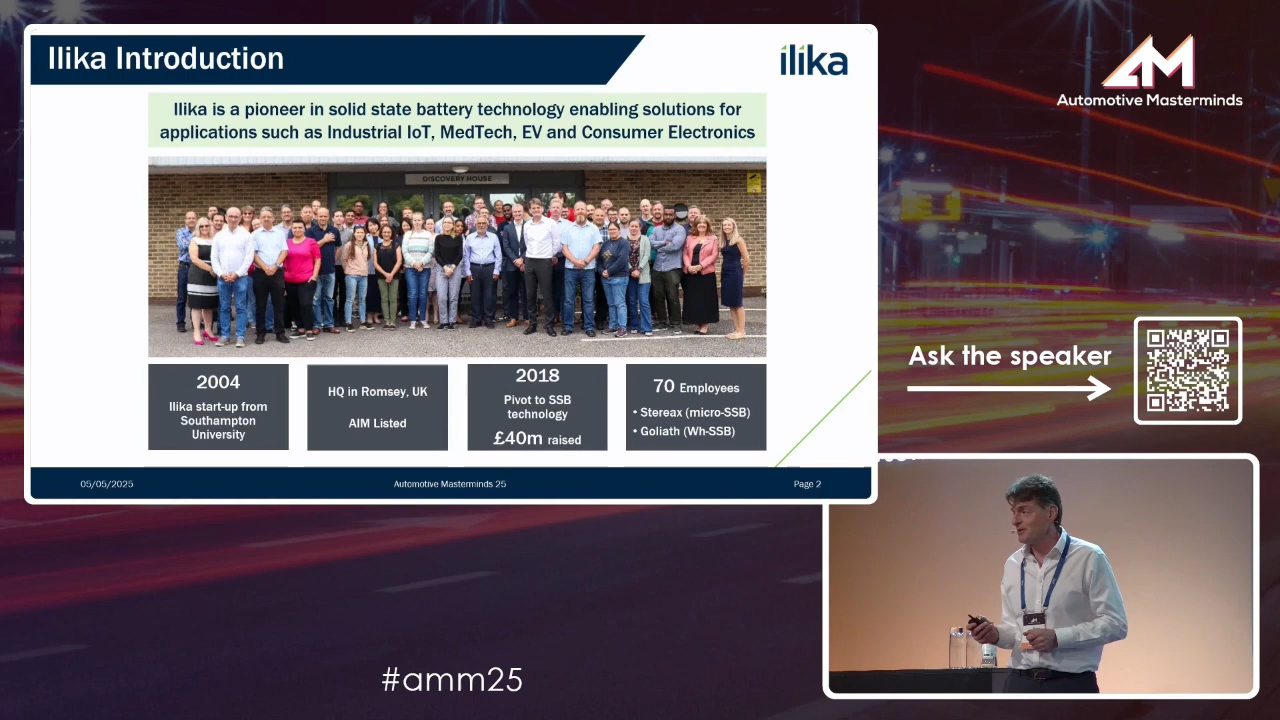 Ilika Introduction
ilika
Ilika is a pioneer in solid state battery technology enabling solutions for
applications such as Industrial IoT, MedTech, EV and Consumer Electronics
DISCOVERY HOUSE
2004
Ilika start-up from
Southampton
University
HQ in Romsey, UK
AIM Listed
2018
Pivot to SSB
technology
£40m raised
70 Employees
• Stereax (micro-SSB)
• Goliath (Wh-SSB)
05/05/2025
Automotive Masterminds 25
Page 2
AM
Automotive Masterminds
Ask the speaker
#amm25